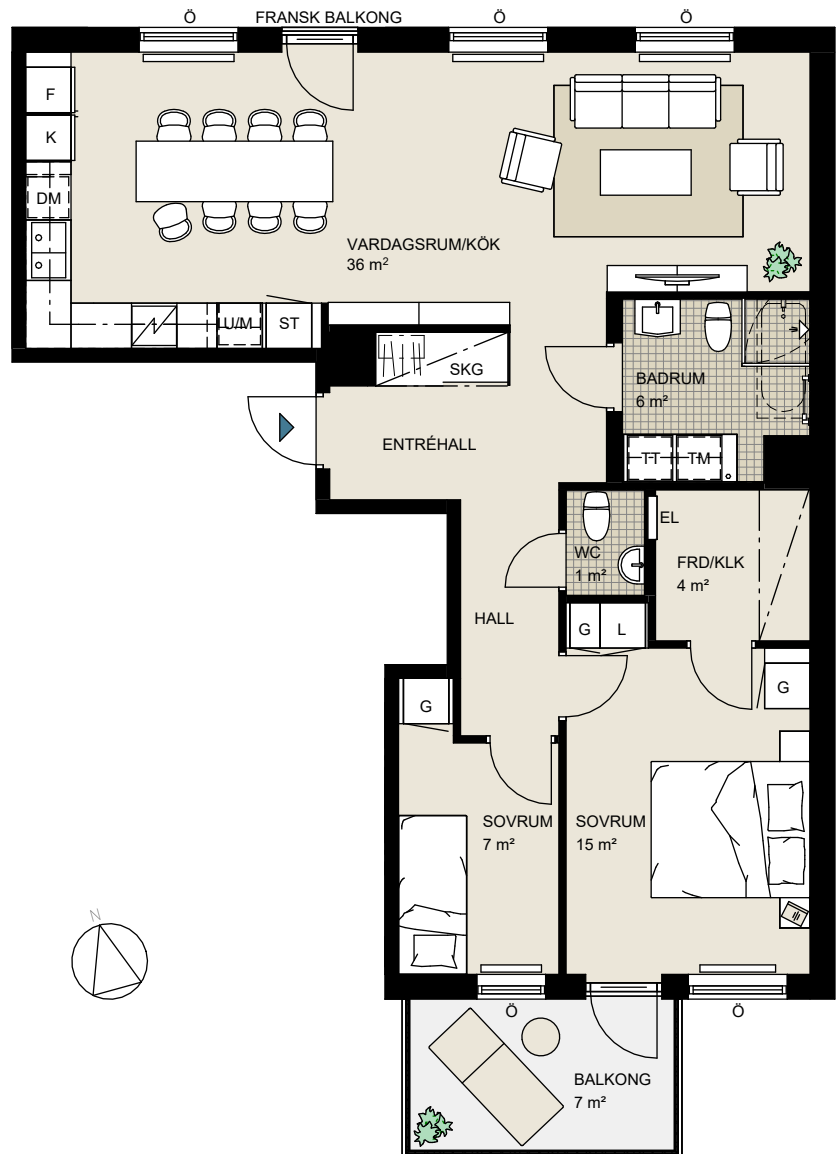 Ö
FRANSK BALKONG
Ö
Ö
F
K
DM
VARDAGSRUM/KÖK
36 m²
U/M
ST
SKG
BADRUM
6 m²
ENTRÉHALL
TT
TM
EL
WC
1 m²
FRD/KLK
4 m²
HALL
G
L
G
G
SOVRUM
7 m²
SOVRUM
15 m²
N
Ö
Ö
BALKONG
7 m²